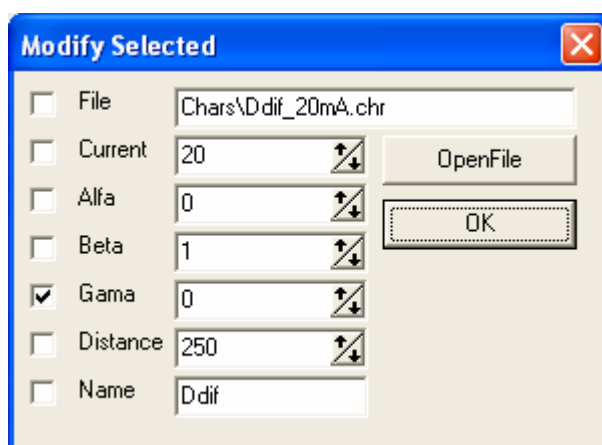 Modify Selected
File Chars\Ddif_20mA.chr
Current 20 OpenFile
Alfa 0
OK
Beta 1
Gama 0
Distance 250
Name Ddif